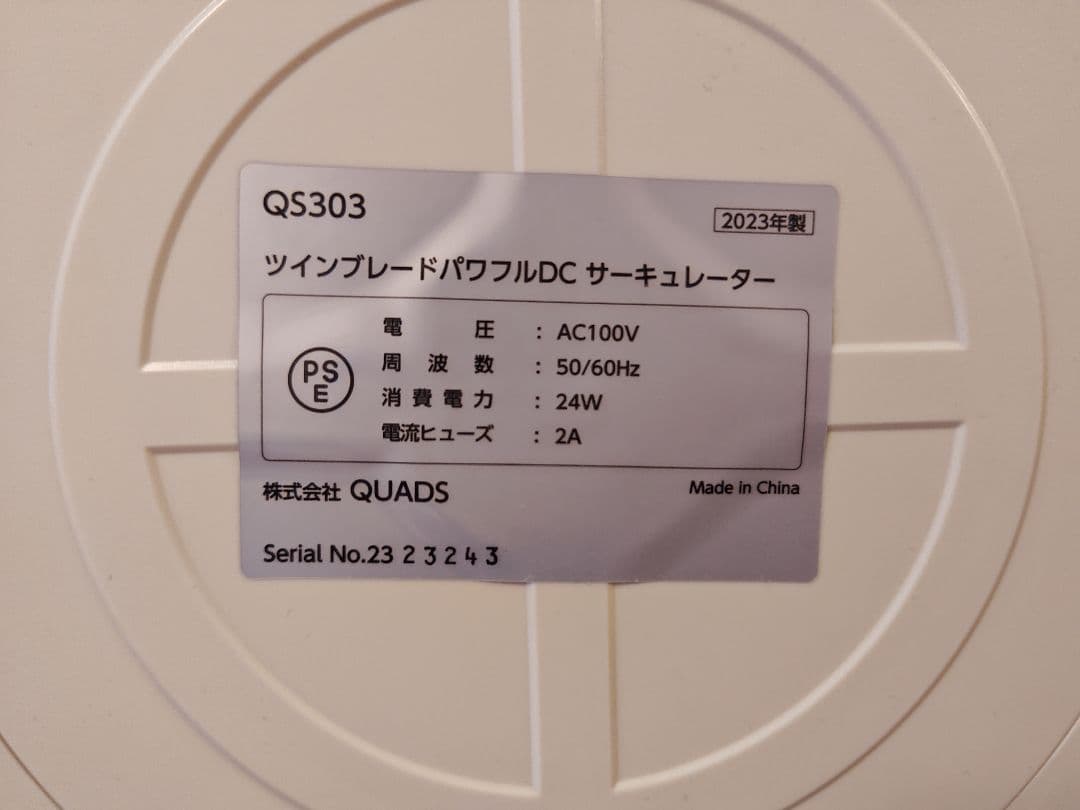 QS303
2023年製
ツインブレードパワフルDC サーキュレーター
PS
E
電圧 : AC100V
周波数 : 50/60Hz
消費電力 : 24W
電流ヒューズ : 2A
株式会社 QUADS
Made in China
Serial No.23 2 3 2 4 3